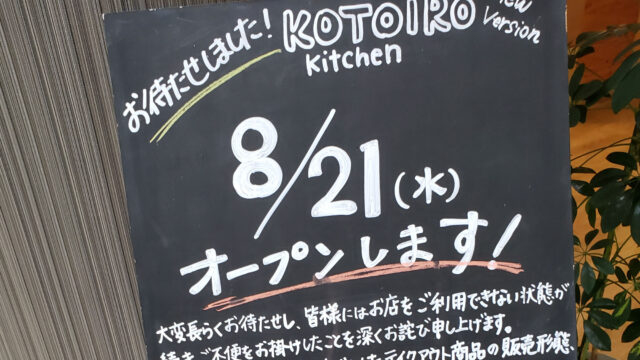 お待たせしました!
KOTOIRO
kitchen
New
Version
8/21(水)
オープンします!
大変長らくお待たせし、皆様にはお店をご利用できない状態が
続きご不便をお掛けしたことを深くお詫び申し上げます。
テイクアウト商品の販売形態、